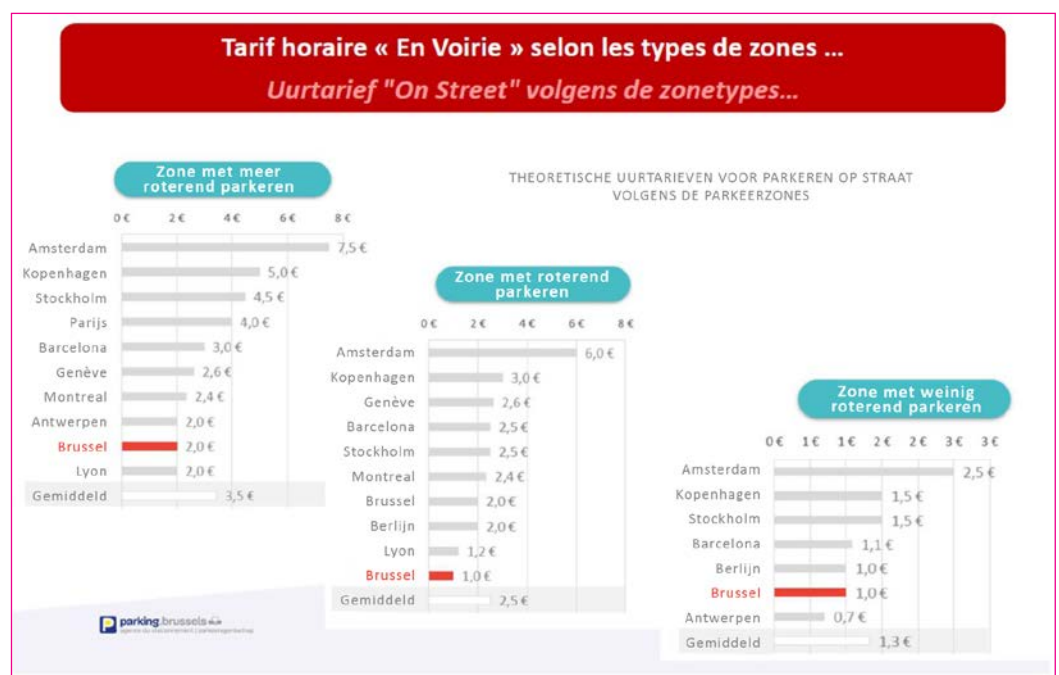 Tarif horaire « En Voirie » selon les types de zones ...
Uurtarief "On Street" volgens de zonetypes...
THEORETISCHE UURTARIEVEN VOOR PARKEREN OP STRAAT
VOLGENS DE PARKEERZONES
Zone met meer
roterend parkeren
0 € 2 € 4 € 6 € 8 €
Amsterdam 7,5 €
Kopenhagen 5,0 €
Stockholm 4,5 €
Parijs 4,0 €
Barcelona 3,0 €
Genève 2,6 €
Montreal 2,4 €
Antwerpen 2,0 €
Brussel 2,0 €
Lyon 2,0 €
Gemiddeld 3,5 €
Zone met roterend
parkeren
0 € 2 € 4 € 6 € 8 €
Amsterdam 6,0 €
Kopenhagen 3,0 €
Genève 2,6 €
Barcelona 2,5 €
Stockholm 2,5 €
Montreal 2,4 €
Brussel 2,0 €
Berlijn 2,0 €
Lyon 1,2 €
Brussel 1,0 €
Gemiddeld 2,5 €
Zone met weinig
roterend parkeren
0 € 1 € 1 € 2 € 2 € 3 € 3 €
Amsterdam 2,5 €
Kopenhagen 1,5 €
Stockholm 1,5 €
Barcelona 1,1 €
Berlijn 1,0 €
Brussel 1,0 €
Antwerpen 0,7 €
Gemiddeld 1,3 €
P parking.brussels